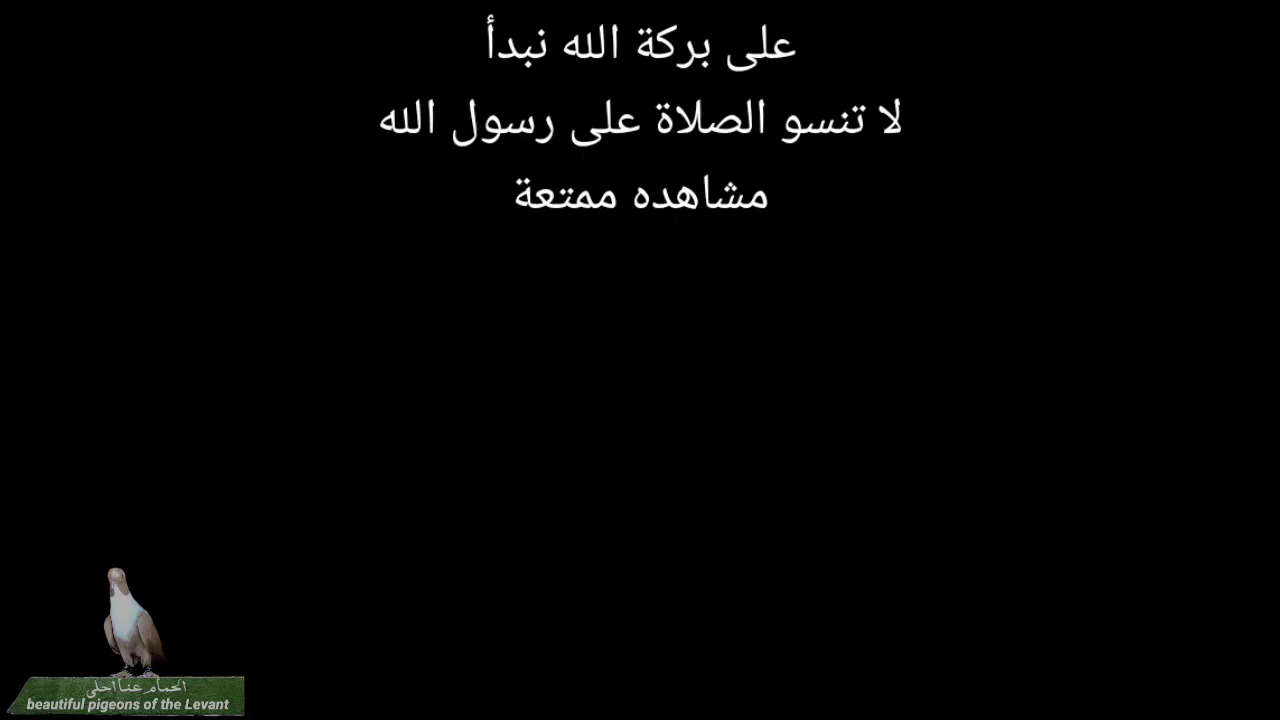 على بركة الله نبدأ
لا تنسو الصلاة على رسول الله
مشاهده ممتعة
الحمام عنا احلى
beautiful pigeons of the Levant